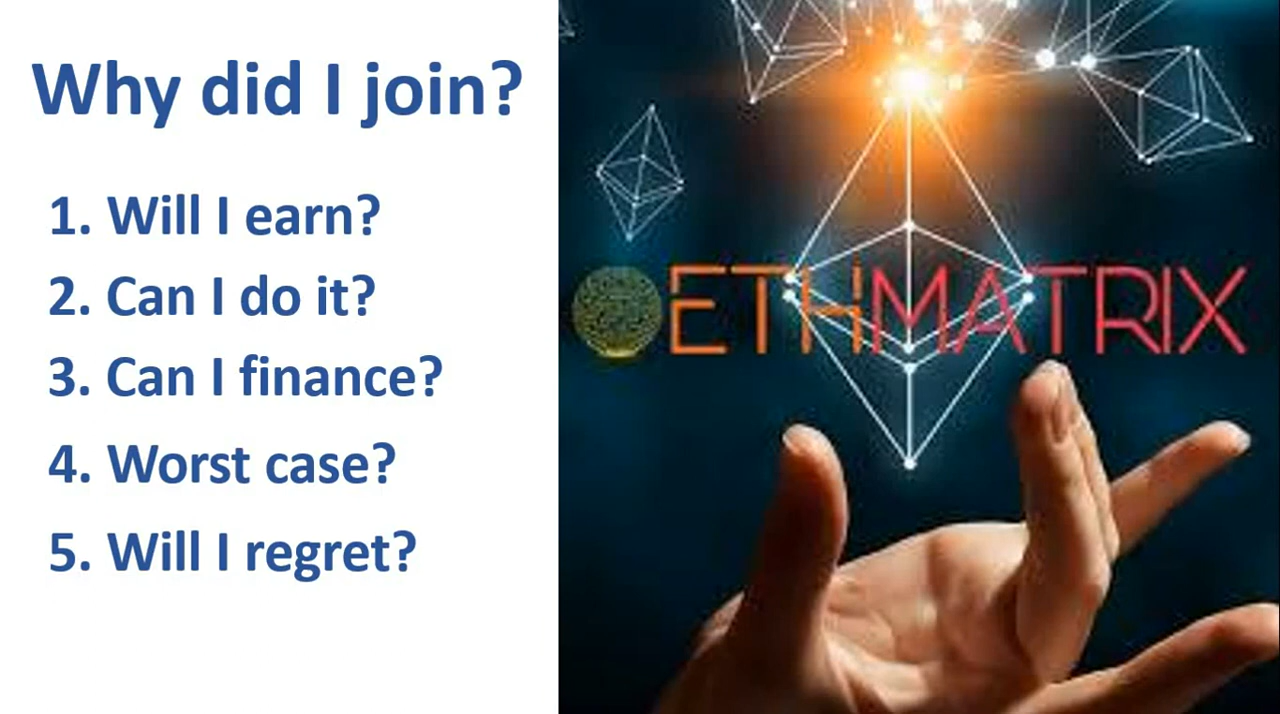 Why did I join?
1. Will I earn?
2. Can I do it?
3. Can I finance?
4. Worst case?
5. Will I regret?
ETHMATRIX